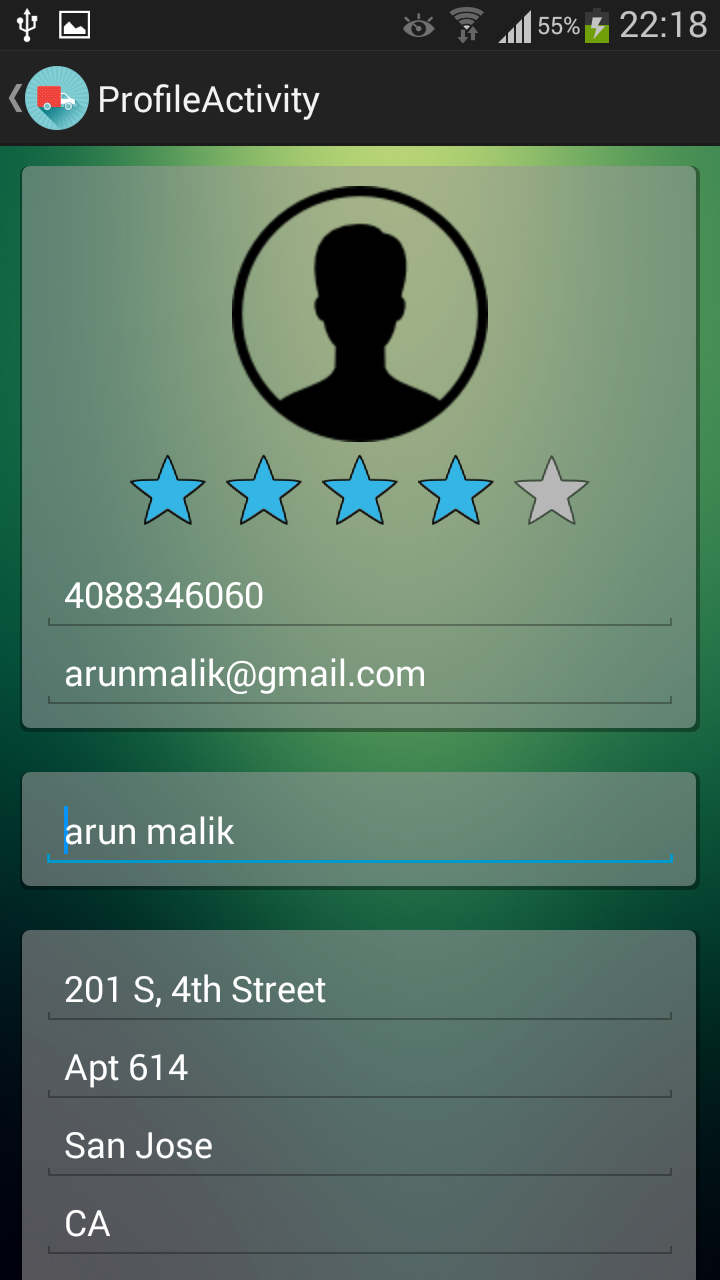 55% 22:18
ProfileActivity
4088346060
arunmalik@gmail.com
arun malik
201 S, 4th Street
Apt 614
San Jose
CA